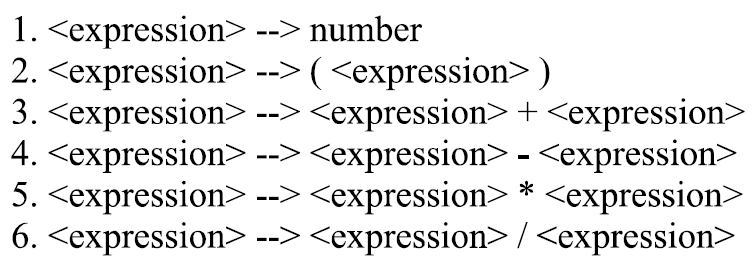 1. <expression> --> number
2. <expression> --> ( <expression> )
3. <expression> --> <expression> + <expression>
4. <expression> --> <expression> - <expression>
5. <expression> --> <expression> * <expression>
6. <expression> --> <expression> / <expression>